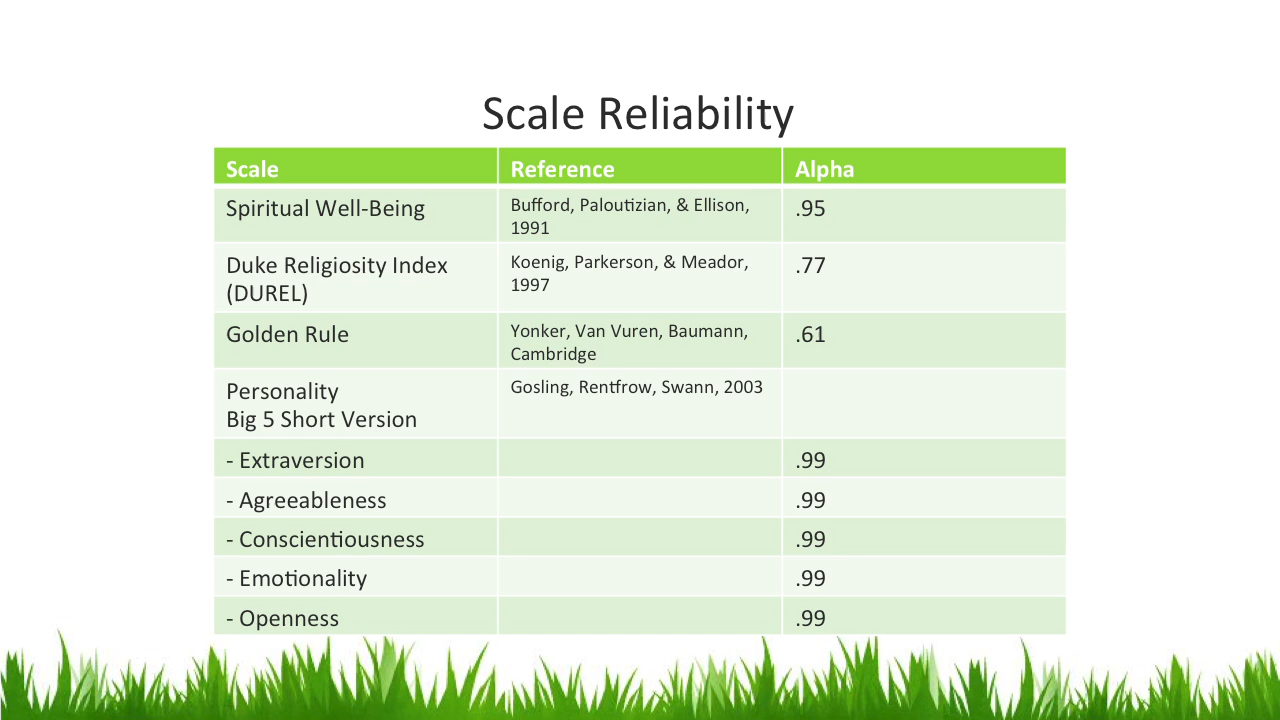 Scale Reliability
Scale Reference Alpha
Spiritual Well-Being Bufford, Paloutizian, & Ellison, .95
1991
Duke Religiosity Index Koenig, Parkerson, & Meador, .77
(DUREL) 1997
Golden Rule Yonker, Van Vuren, Baumann, .61
Cambridge
Personality Gosling, Rentfrow, Swann, 2003
Big 5 Short Version
- Extraversion .99
- Agreeableness .99
- Conscientiousness .99
- Emotionality .99
- Openness .99